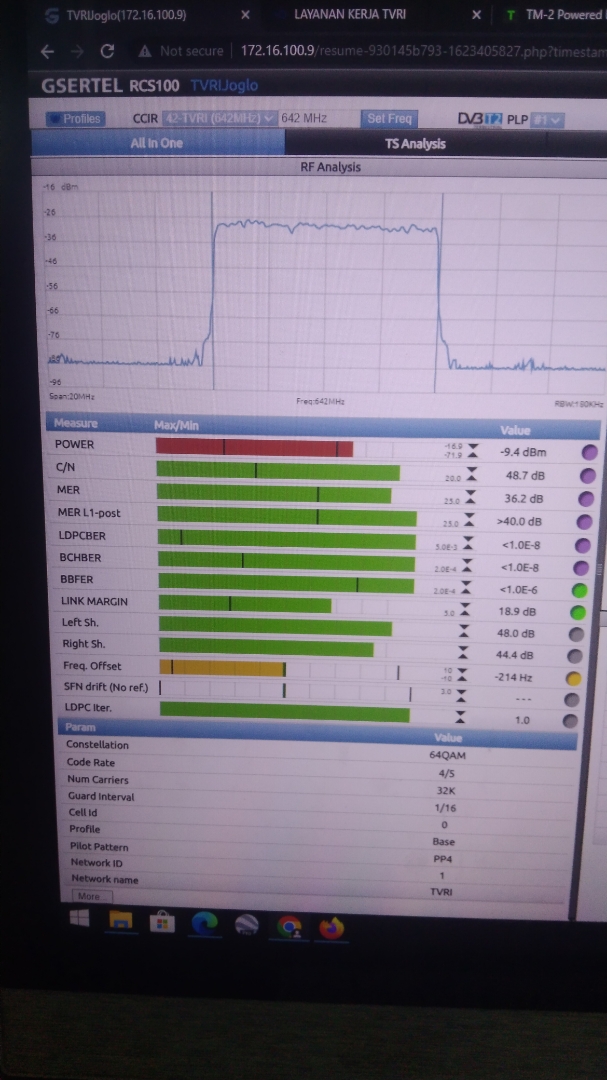 TVRIJoglo(172.16.100.9) × LAYANAN KERJA TVRI × T TM-2 Powered
Not secure 172.16.100.9/resume-930145b793-1623405827.php?timestam
GSERTEL RCS100 TVRIJoglo
Profiles CCIR 42-TVRI (642MHz) 642 MHz Set Freq DVB T2 PLP #1
All In One TS Analysis
RF Analysis
-16 dBm
-26
-36
-46
-56
-66
-76
-96
Span:20MHz Freq:642MHz RBW:180KHz
Measure Max/Min Value
POWER -16.9 -71.9 -9.4 dBm
C/N 20.0 48.7 dB
MER 25.0 36.2 dB
MER L1-post 25.0 >40.0 dB
LDPCBER 5.0E-3 <1.0E-8
BCHBER 2.0E-4 <1.0E-8
BBFER 2.0E-4 <1.0E-6
LINK MARGIN 5.0 18.9 dB
Left Sh. 48.0 dB
Right Sh. 44.4 dB
Freq. Offset 10 -10 -214 Hz
SFN drift (No ref.) 3.0 ---
LDPC Iter. 1.0
Param Value
Constellation 64QAM
Code Rate 4/5
Num Carriers 32K
Guard Interval 1/16
Cell Id 0
Profile Base
Pilot Pattern PP4
Network ID 1
Network name TVRI
More...